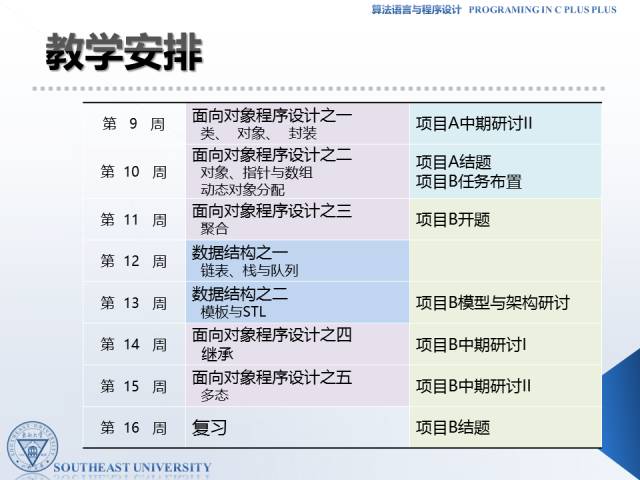 算法语言与程序设计 PROGRAMING IN C PLUS PLUS
教学安排
第 9 周
面向对象程序设计之一
类、 对象、 封装
项目A中期研讨II
第 10 周
面向对象程序设计之二
对象、指针与数组
动态对象分配
项目A结题
项目B任务布置
第 11 周
面向对象程序设计之三
聚合
项目B开题
第 12 周
数据结构之一
链表、栈与队列
第 13 周
数据结构之二
模板与STL
项目B模型与架构研讨
第 14 周
面向对象程序设计之四
继承
项目B中期研讨I
第 15 周
面向对象程序设计之五
多态
项目B中期研讨II
第 16 周
复习
项目B结题
SOUTHEAST UNIVERSITY